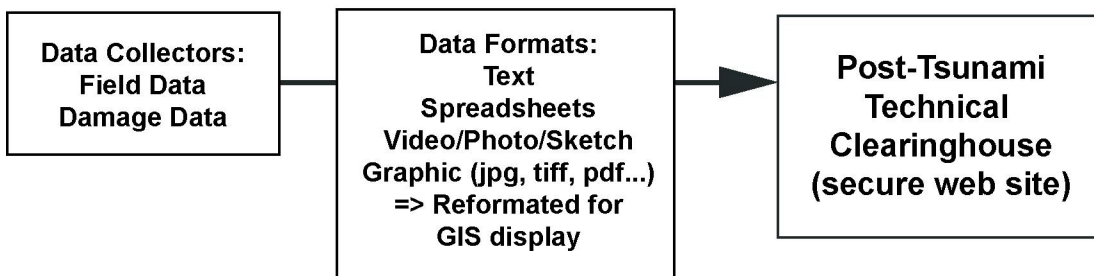 Data Collectors:
Field Data
Damage Data
Data Formats:
Text
Spreadsheets
Video/Photo/Sketch
Graphic (jpg, tiff, pdf...)
=> Reformated for
GIS display
Post-Tsunami
Technical
Clearinghouse
(secure web site)